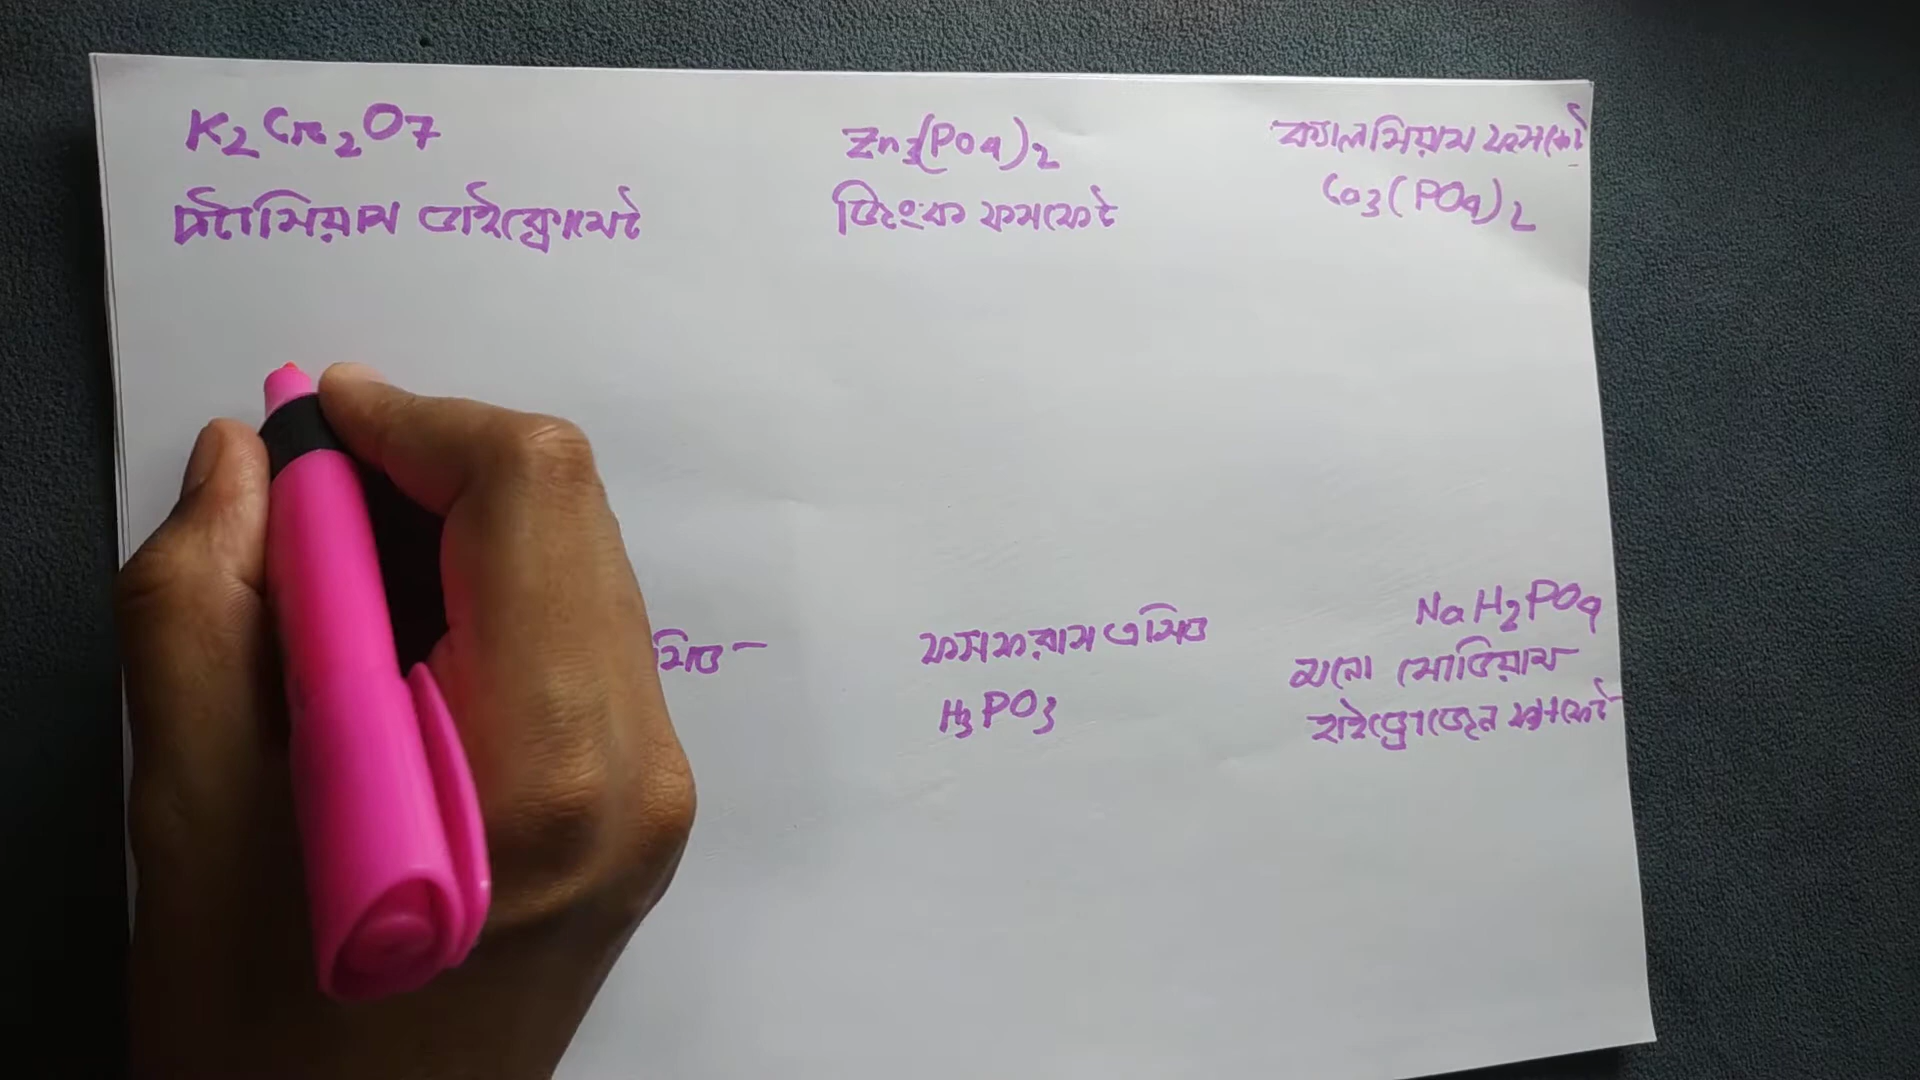 K2Cr2O7
পটাসিয়াম ডাইক্রোমেট
Zn3(PO4)2
জিংক ফসফেট
ক্যালসিয়াম ফসফেট
Ca3(PO4)2
ফসফরাস এসিড
H3PO3
NaH2PO4
মনো সোডিয়াম
হাইড্রোজেন ফসফেট